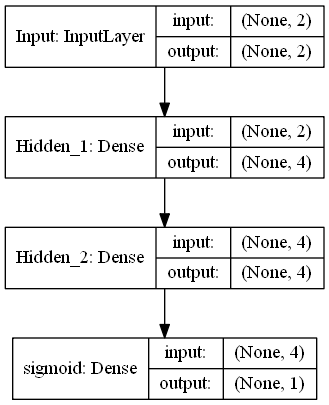 Input: InputLayer
input: (None, 2)
output: (None, 2)
Hidden_1: Dense
input: (None, 2)
output: (None, 4)
Hidden_2: Dense
input: (None, 4)
output: (None, 4)
sigmoid: Dense
input: (None, 4)
output: (None, 1)